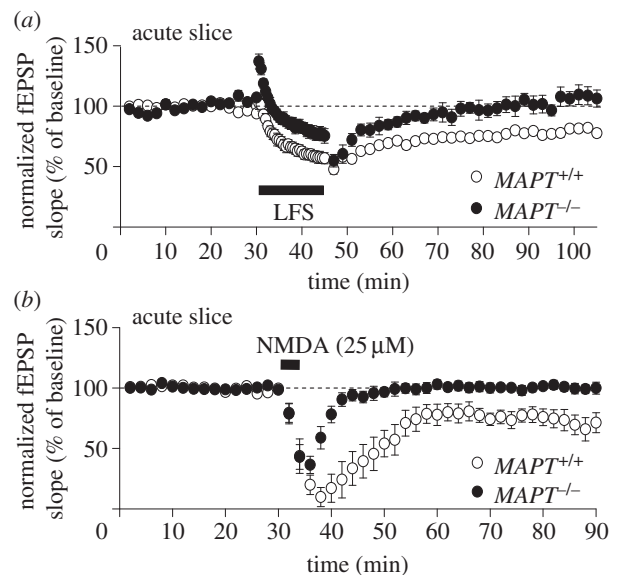 (a)
acute slice
150
100
50
normalized fEPSP
slope (% of baseline)
LFS
MAPT+/+
MAPT–/–
0 10 20 30 40 50 60 70 80 90 100
time (min)
(b)
acute slice
150
100
50
normalized fEPSP
slope (% of baseline)
NMDA (25 µM)
MAPT+/+
MAPT–/–
0 10 20 30 40 50 60 70 80 90
time (min)